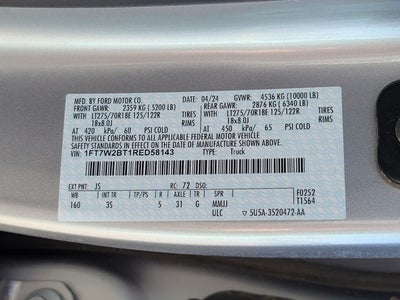 MFD. BY FORD MOTOR CO.
04/24 GVWR: 4536 KG (10000 LB)
FRONT GAWR: 2359 KG (5200 LB)
REAR GAWR: 2876 KG (6340 LB)
WITH LT275/70R18E 125/122R
WITH LT275/70R18E 125/122R
18x8.0J
18x8.0J
AT 420 kPa/ 60 PSI COLD
AT 450 kPa/ 65 PSI COLD
THIS VEHICLE CONFORMS TO ALL APPLICABLE FEDERAL MOTOR
VEHICLE SAFETY STANDARDS IN EFFECT ON THE DATE OF MANUFACTURE SHOWN ABOVE.
VIN: 1FT7W2BT1RED58143 TYPE: Truck
EXT PNT: JS RC: 72 DSO:
WB INT TR TP/PS R AXLE TR SPR
160 35 5 31 G MMJJ
F0252
T1564
ULC 5U5A-3520472-AA